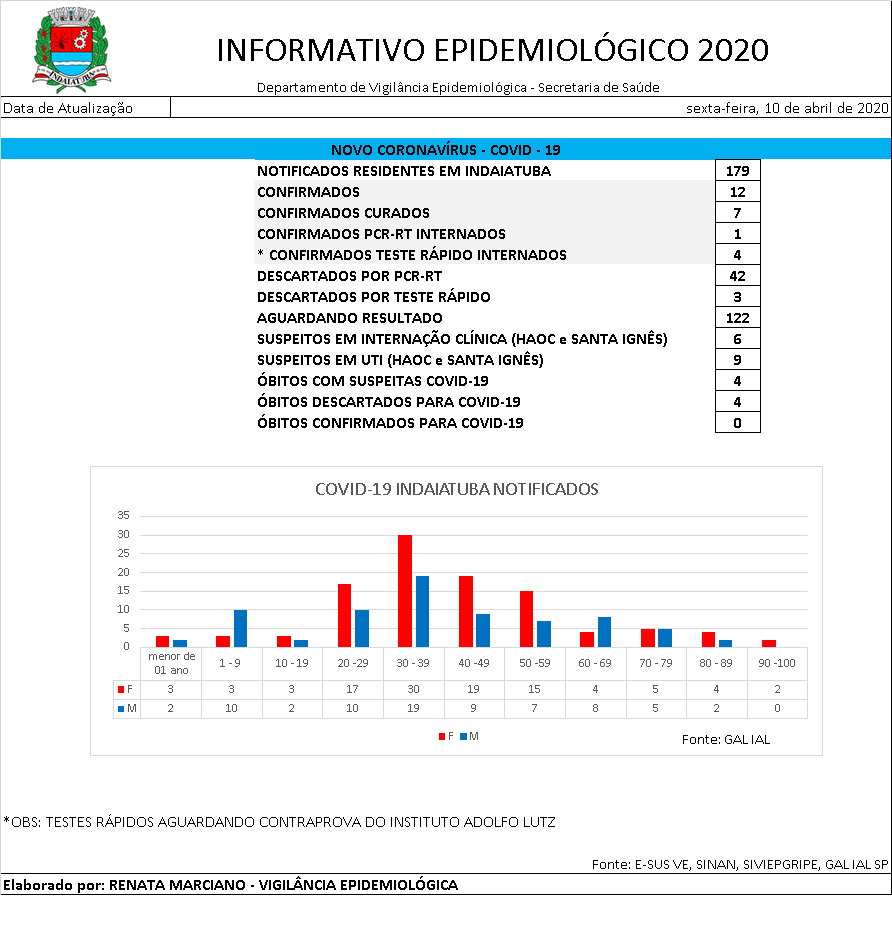 INDAIATUBA
INFORMATIVO EPIDEMIOLÓGICO 2020
Departamento de Vigilância Epidemiológica - Secretaria de Saúde
Data de Atualização sexta-feira, 10 de abril de 2020
NOVO CORONAVÍRUS - COVID - 19
NOTIFICADOS RESIDENTES EM INDAIATUBA 179
CONFIRMADOS 12
CONFIRMADOS CURADOS 7
CONFIRMADOS PCR-RT INTERNADOS 1
* CONFIRMADOS TESTE RÁPIDO INTERNADOS 4
DESCARTADOS POR PCR-RT 42
DESCARTADOS POR TESTE RÁPIDO 3
AGUARDANDO RESULTADO 122
SUSPEITOS EM INTERNAÇÃO CLÍNICA (HAOC e SANTA IGNÊS) 6
SUSPEITOS EM UTI (HAOC e SANTA IGNÊS) 9
ÓBITOS COM SUSPEITAS COVID-19 4
ÓBITOS DESCARTADOS PARA COVID-19 4
ÓBITOS CONFIRMADOS PARA COVID-19 0
COVID-19 INDAIATUBA NOTIFICADOS
35
30
25
20
15
10
5
0
menor de 01 ano 1 - 9 10 - 19 20 -29 30 - 39 40 -49 50 -59 60 - 69 70 - 79 80 - 89 90 -100
F 3 3 3 17 30 19 15 4 5 4 2
M 2 10 2 10 19 9 7 8 5 2 0
F M
Fonte: GAL IAL
*OBS: TESTES RÁPIDOS AGUARDANDO CONTRAPROVA DO INSTITUTO ADOLFO LUTZ
Fonte: E-SUS VE, SINAN, SIVIEPGRIPE, GAL IAL SP
Elaborado por: RENATA MARCIANO - VIGILÂNCIA EPIDEMIOLÓGICA